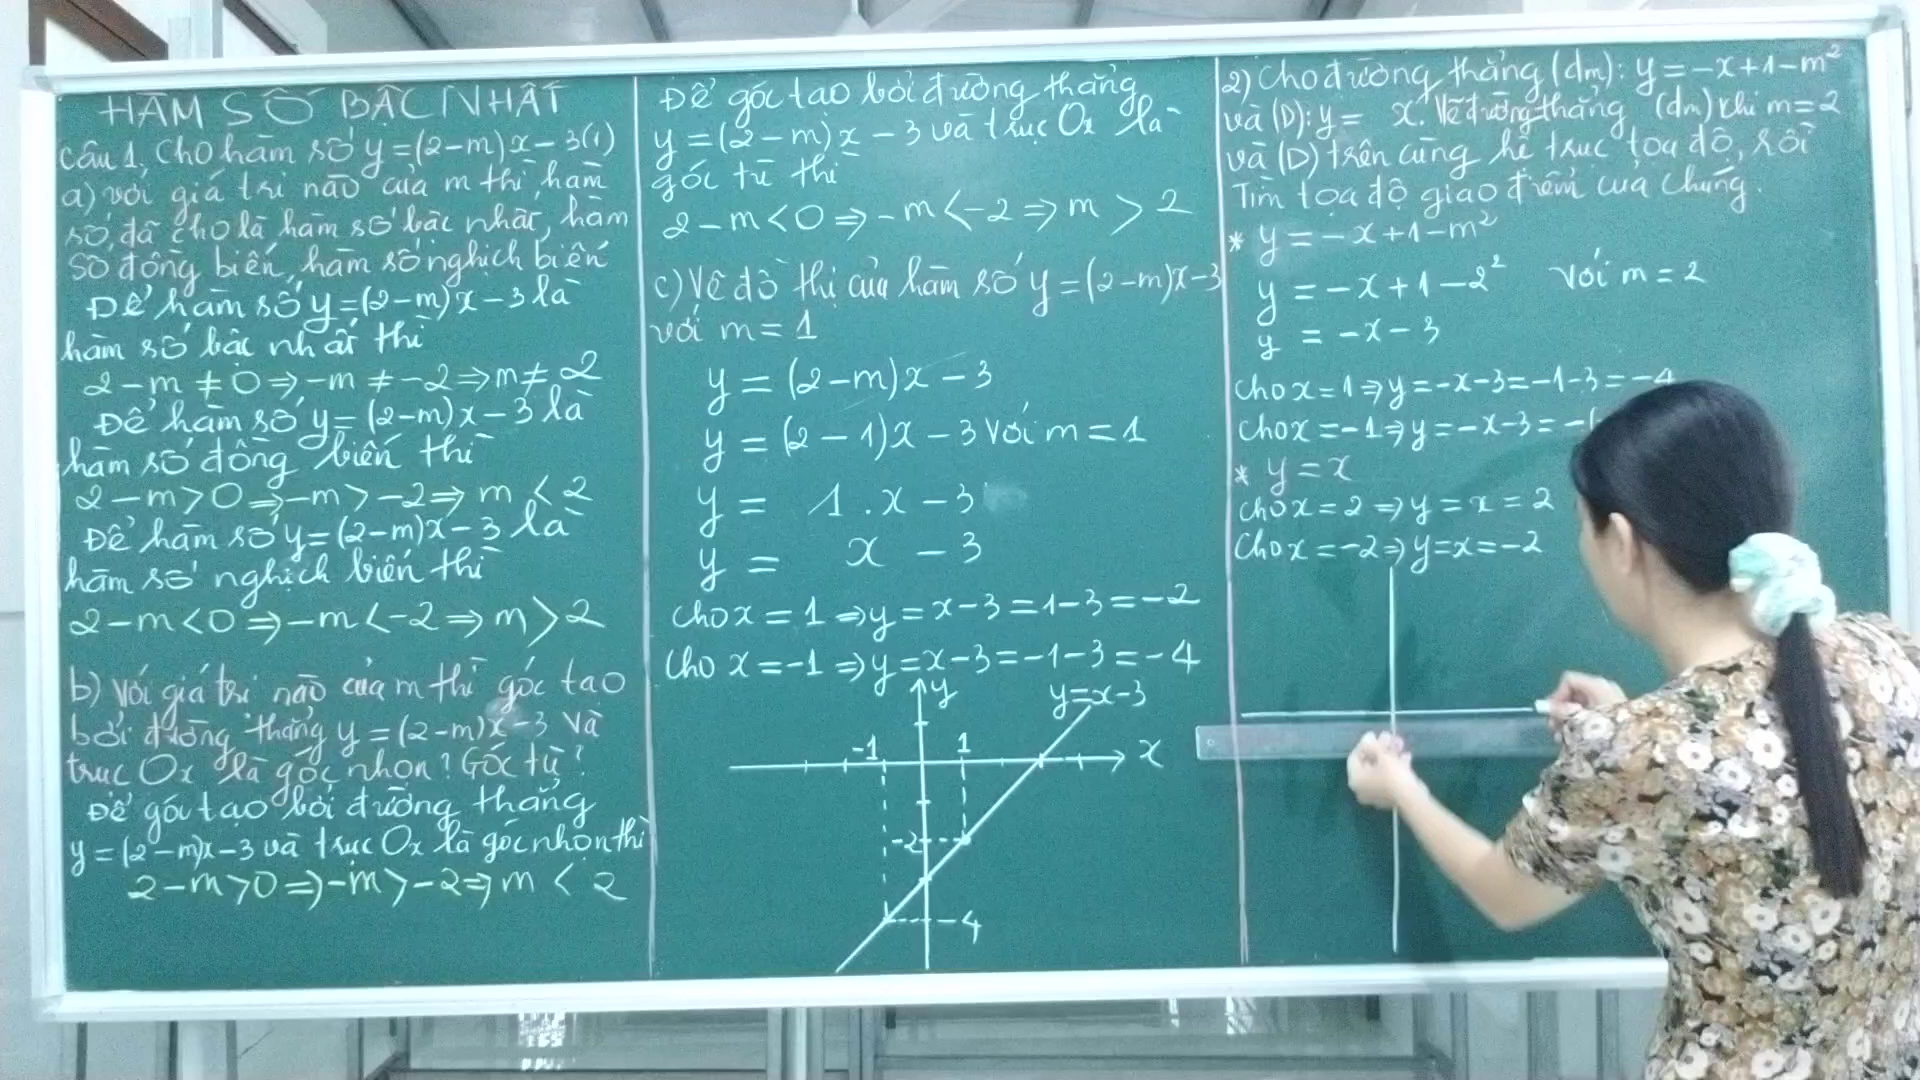 HÀM SỐ BẬC NHẤT
Câu 1. Cho hàm số y=(2-m)x-3(1)
a) với giá trị nào của m thì hàm
số đã cho là hàm số bậc nhất, hàm
số đồng biến, hàm số nghịch biến
Để hàm số y=(2-m)x-3 là
hàm số bậc nhất thì
2-m≠0⇒-m≠-2⇒m≠2
Để hàm số y=(2-m)x-3 là
hàm số đồng biến thì
2-m>0⇒-m>-2⇒m<2
Để hàm số y=(2-m)x-3 là
hàm số nghịch biến thì
2-m<0⇒-m<-2⇒m>2
b) Với giá trị nào của m thì góc tạo
bởi đường thẳng y=(2-m)x-3 và
trục Ox là góc nhọn? Góc tù?
Để góc tạo bởi đường thẳng
y=(2-m)x-3 và trục Ox là góc nhọn thì
2-m>0⇒-m>-2⇒m<2
Để góc tạo bởi đường thẳng
y=(2-m)x-3 và trục Ox là
góc tù thì
2-m<0⇒-m<-2⇒m>2
c) Vẽ đồ thị của hàm số y=(2-m)x-3
với m=1
y=(2-m)x-3
y=(2-1)x-3 Với m=1
y= 1.x-3
y= x-3
Cho x=1⇒y=x-3=1-3=-2
Cho x=-1⇒y=x-3=-1-3=-4
y
y=x-3
-1
1
x
-2
-4
2) Cho đường thẳng (dm): y=-x+1-m²
và (D): y= x. Vẽ đường thẳng (dm) khi m=2
và (D) trên cùng hệ trục tọa độ, rồi
Tìm tọa độ giao điểm của chúng.
* y=-x+1-m²
y=-x+1-2² với m=2
y=-x-3
Cho x=1⇒y=-x-3=-1-3=-4
Cho x=-1⇒y=-x-3=-(
* y=x
Cho x=2⇒y=x=2
Cho x=-2⇒y=x=-2